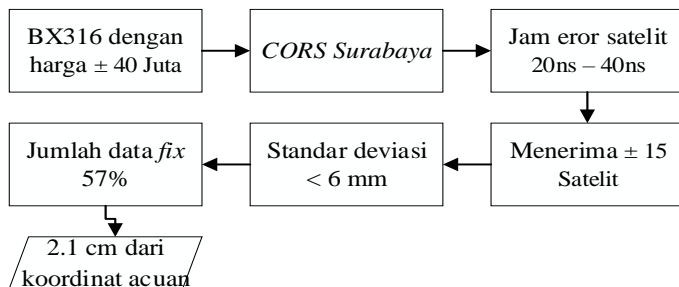 BX316 dengan
harga ± 40 Juta
CORS Surabaya
Jam eror satelit
20ns – 40ns
Menerima ± 15
Satelit
Standar deviasi
< 6 mm
Jumlah data fix
57%
2.1 cm dari
koordinat acuan